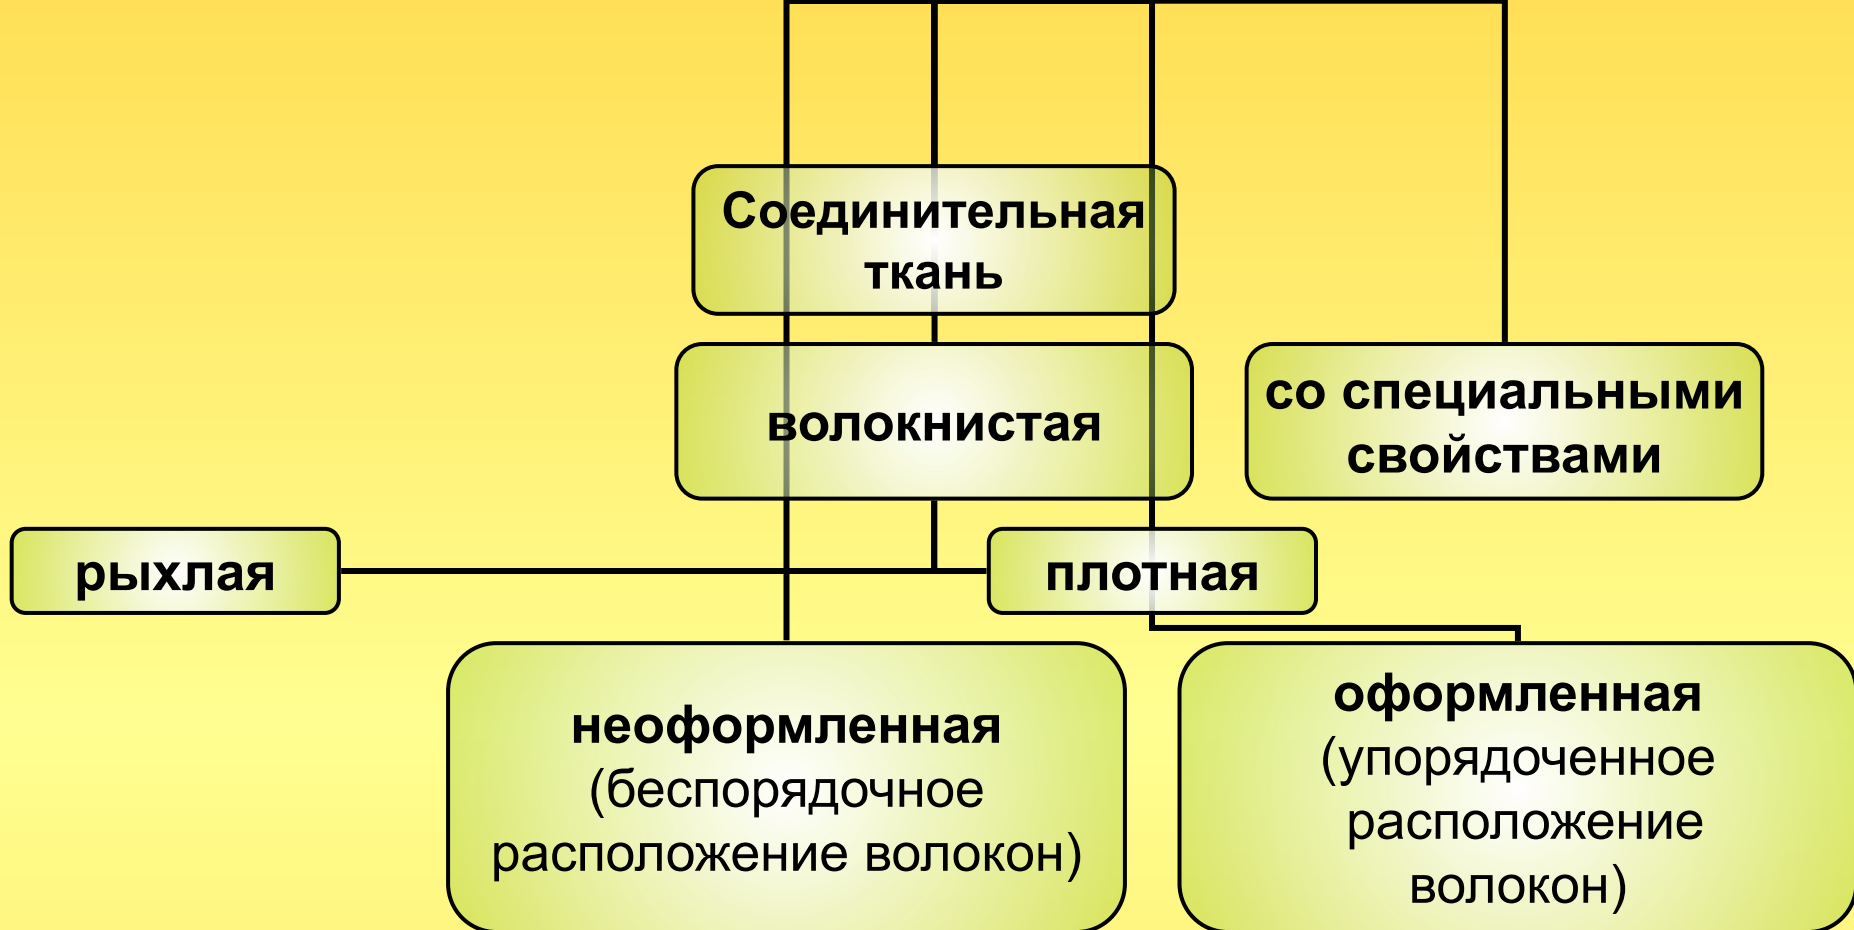 Соединительная
ткань
волокнистая
со специальными
свойствами
рыхлая
плотная
неоформленная
(беспорядочное
расположение волокон)
оформленная
(упорядоченное
расположение
волокон)